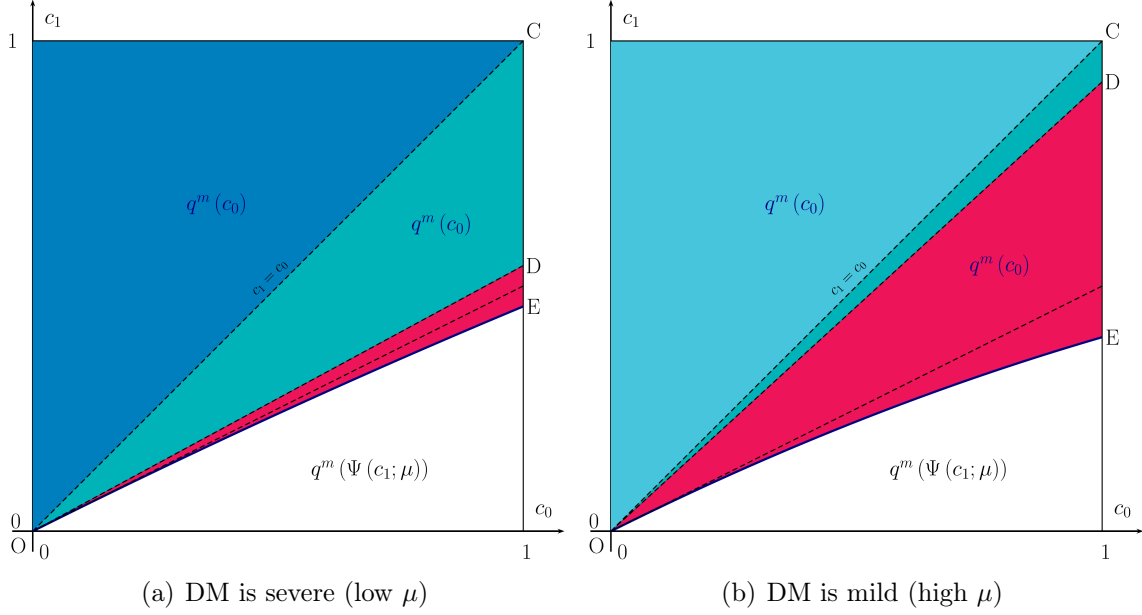 c₁
1
C
qᵐ (c₀)
qᵐ (c₀)
c₁ = c₀
D
E
qᵐ (Ψ (c₁; μ))
0
c₀
O
0
1
(a) DM is severe (low μ)
c₁
1
C
D
qᵐ (c₀)
qᵐ (c₀)
c₁ = c₀
E
qᵐ (Ψ (c₁; μ))
0
c₀
O
0
1
(b) DM is mild (high μ)